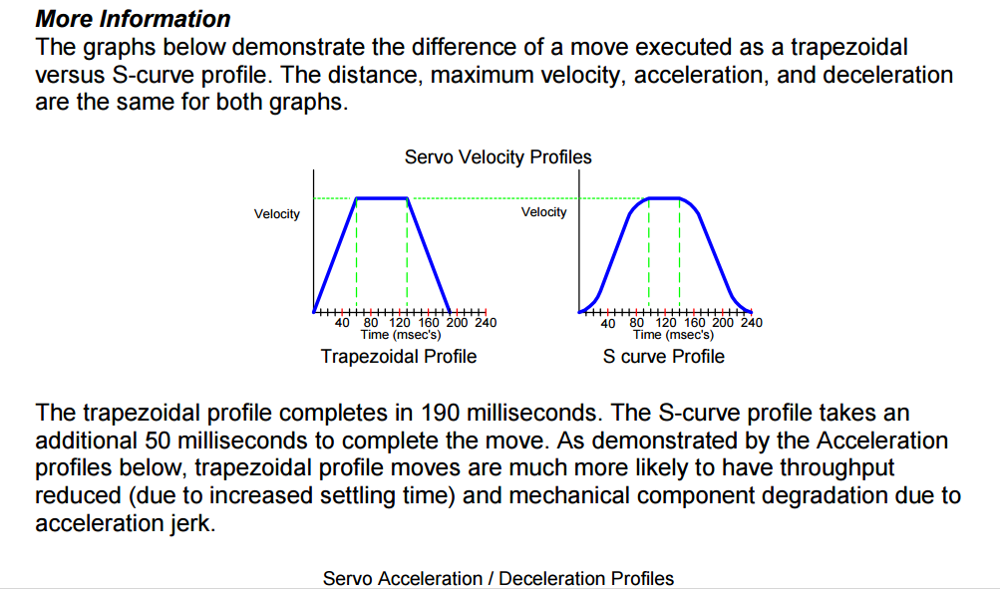 More Information
The graphs below demonstrate the difference of a move executed as a trapezoidal
versus S-curve profile. The distance, maximum velocity, acceleration, and deceleration
are the same for both graphs.
Servo Velocity Profiles
Velocity
40 80 120 160 200 240
Time (msec's)
Trapezoidal Profile
Velocity
40 80 120 160 200 240
Time (msec's)
S curve Profile
The trapezoidal profile completes in 190 milliseconds. The S-curve profile takes an
additional 50 milliseconds to complete the move. As demonstrated by the Acceleration
profiles below, trapezoidal profile moves are much more likely to have throughput
reduced (due to increased settling time) and mechanical component degradation due to
acceleration jerk.
Servo Acceleration / Deceleration Profiles